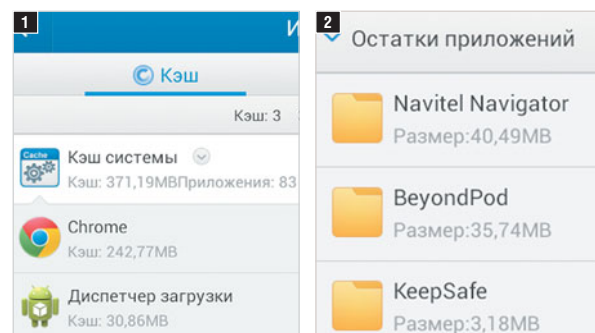 1
И
Кэш
Кэш: 3
Cache
Кэш системы
Кэш: 371,19MBПриложения: 83
Chrome
Кэш: 242,77MB
Диспетчер загрузки
Кэш: 30,86MB
2
Остатки приложений
Navitel Navigator
Размер:40,49MB
BeyondPod
Размер:35,74MB
KeepSafe
Размер:3,18MB